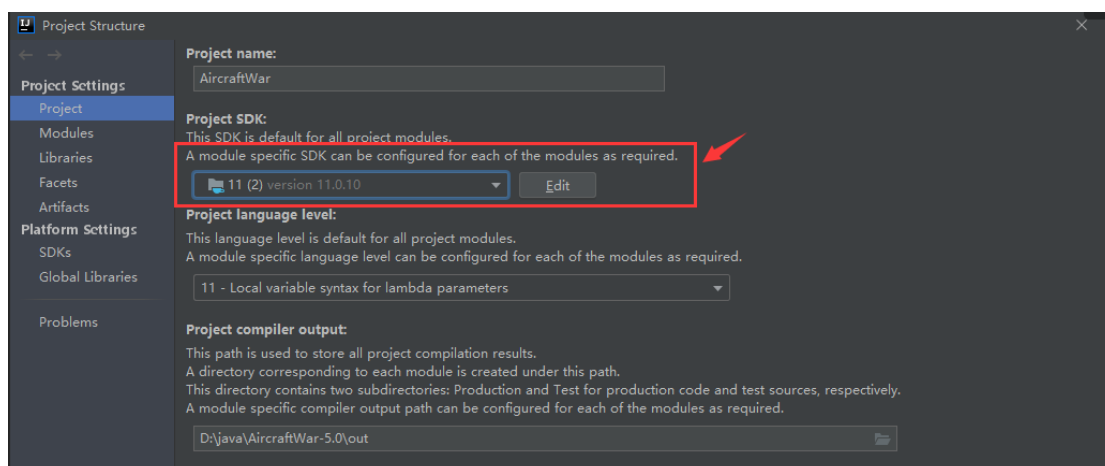 Project Structure
Project name:
Project Settings
AircraftWar
Project
Project SDK:
Modules
This SDK is default for all project modules.
Libraries
A module specific SDK can be configured for each of the modules as required.
Facets
11 (2) version 11.0.10
Edit
Artifacts
Project language level:
Platform Settings
This language level is default for all project modules.
SDKs
A module specific language level can be configured for each of the modules as required.
Global Libraries
11 - Local variable syntax for lambda parameters
Problems
Project compiler output:
This path is used to store all project compilation results.
A directory corresponding to each module is created under this path.
This directory contains two subdirectories: Production and Test for production code and test sources, respectively.
A module specific compiler output path can be configured for each of the modules as required.
D:\java\AircraftWar-5.0\out